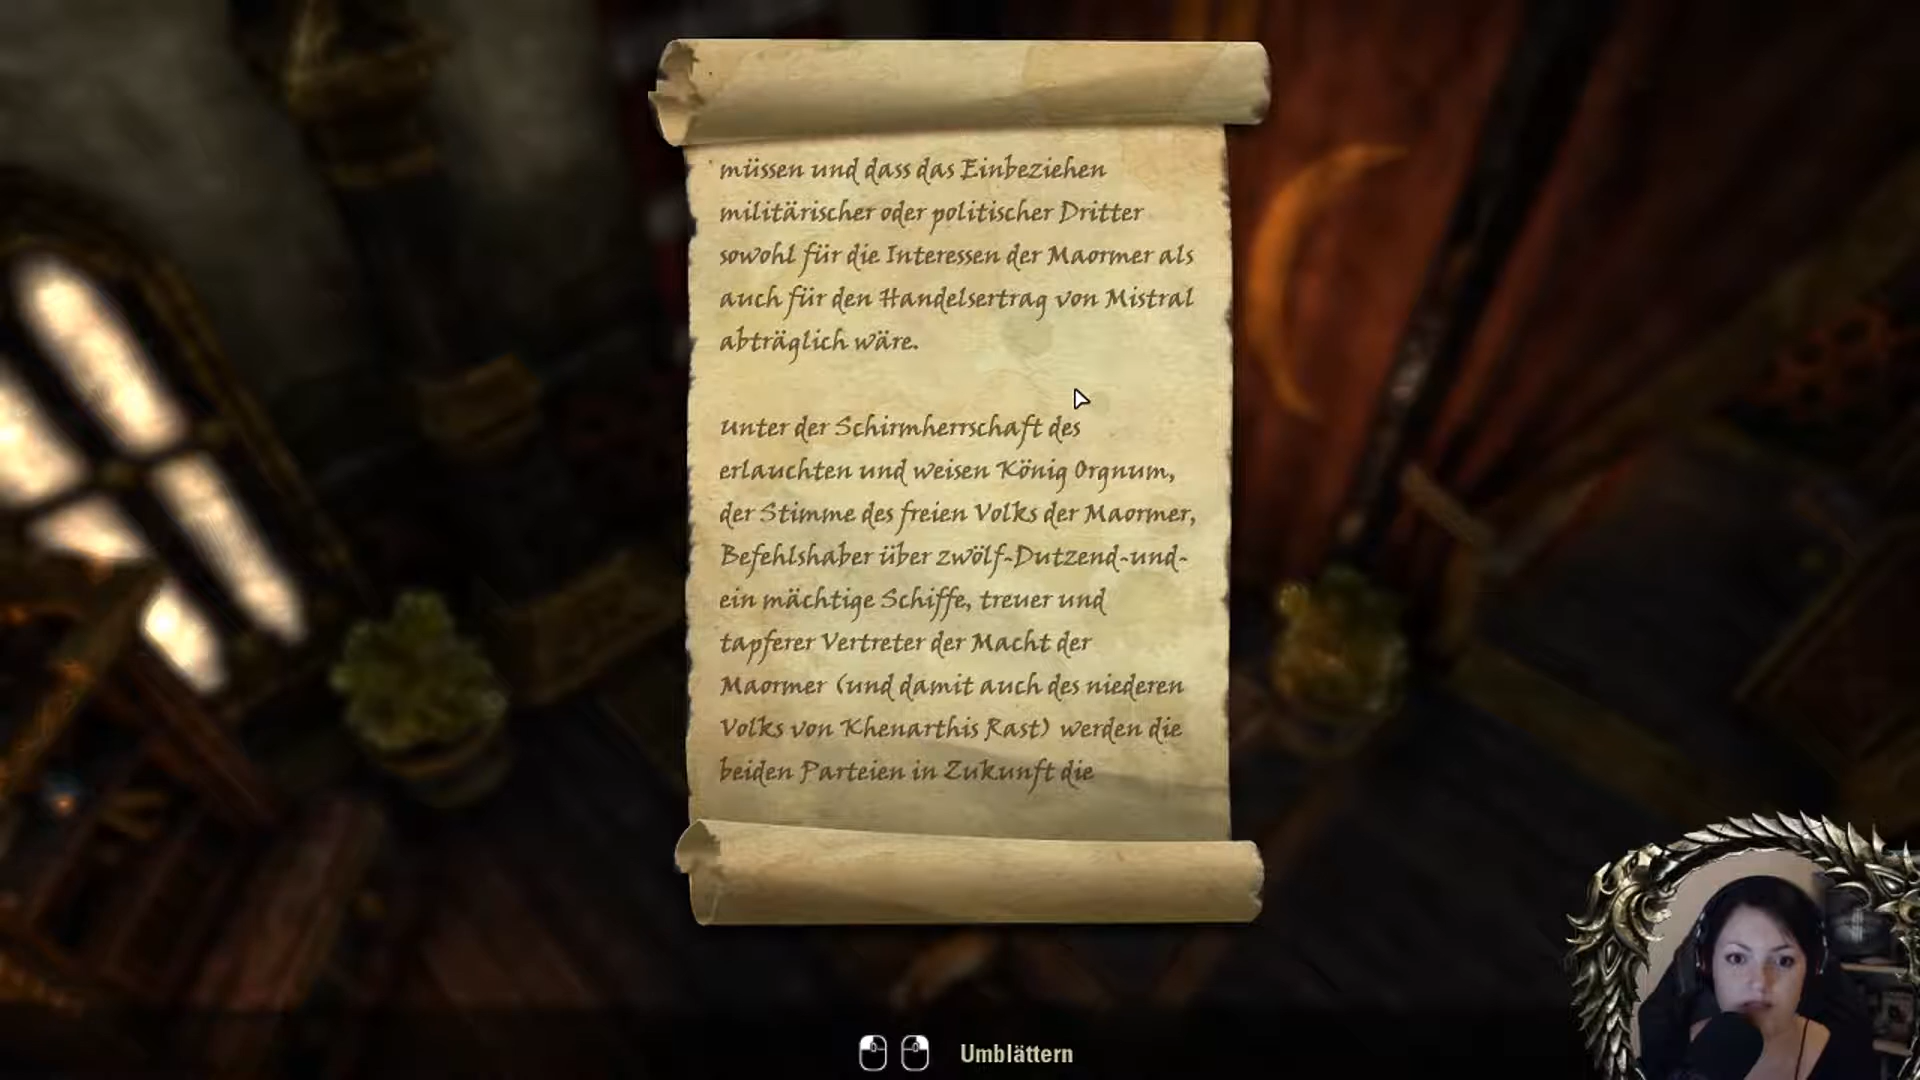 müssen und dass das Einbeziehen
militärischer oder politischer Dritter
sowohl für die Interessen der Maormer als
auch für den Handelsertrag von Mistral
abträglich wäre.
Unter der Schirmherrschaft des
erlauchten und weisen König Orgnum,
der Stimme des freien Volks der Maormer,
Befehlshaber über zwölf-Dutzend-und-
ein mächtige Schiffe, treuer und
tapferer Vertreter der Macht der
Maormer (und damit auch des niederen
Volks von Khenarthis Rast) werden die
beiden Parteien in Zukunft die
Umblättern